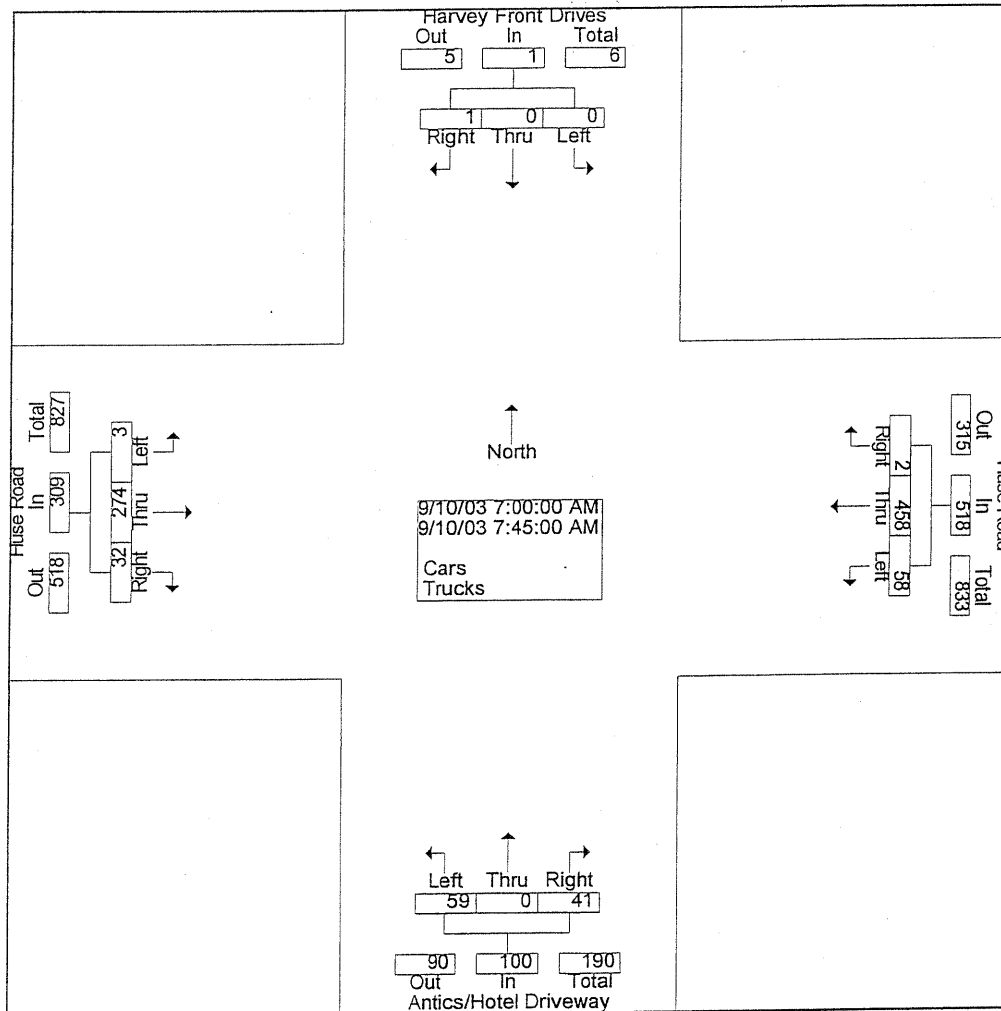 Harvey Front Drives
Out In Total
5 1 6
1 0 0
Right Thru Left
North
9/10/03 7:00:00 AM
9/10/03 7:45:00 AM
Cars
Trucks
Huse Road
Out In Total
518 309 827
32 274 3
Right Thru Left
Out In Total
315 518 833
2 458 58
Right Thru Left
Left Thru Right
59 0 41
90 100 190
Out In Total
Antics/Hotel Driveway